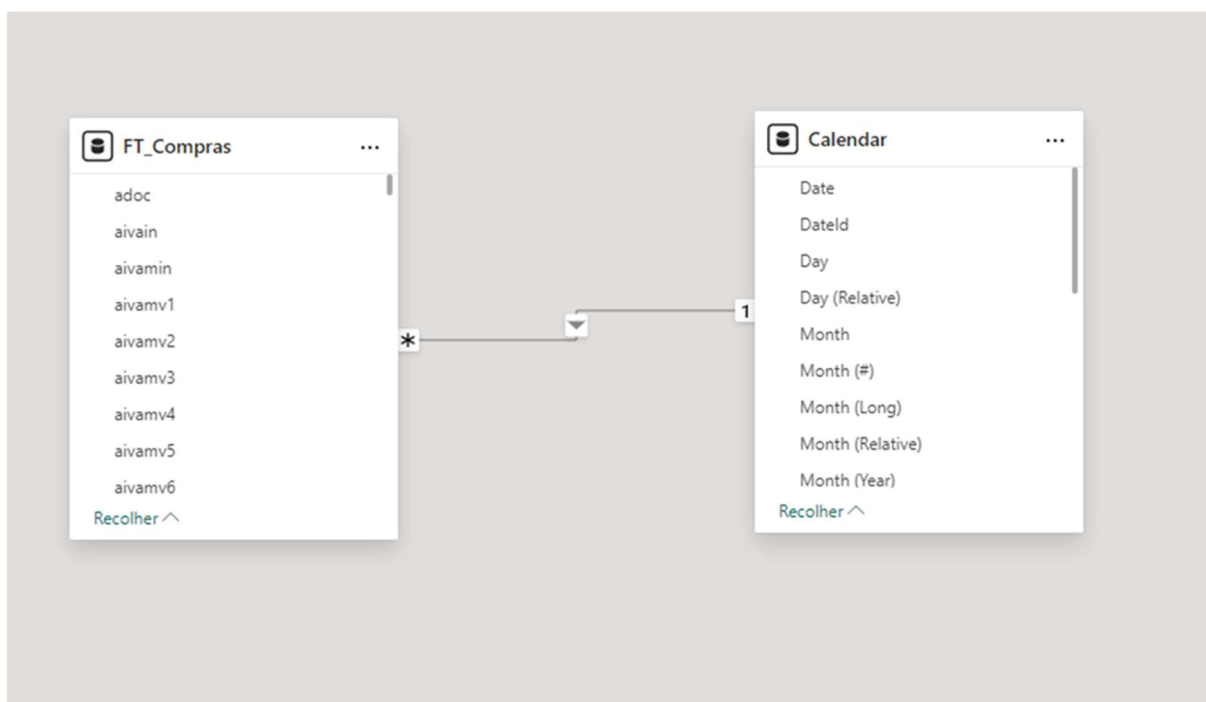 FT_Compras
adoc
aivain
aivamin
aivamv1
aivamv2
aivamv3
aivamv4
aivamv5
aivamv6
Recolher
*
1
Calendar
Date
DateId
Day
Day (Relative)
Month
Month (#)
Month (Long)
Month (Relative)
Month (Year)
Recolher